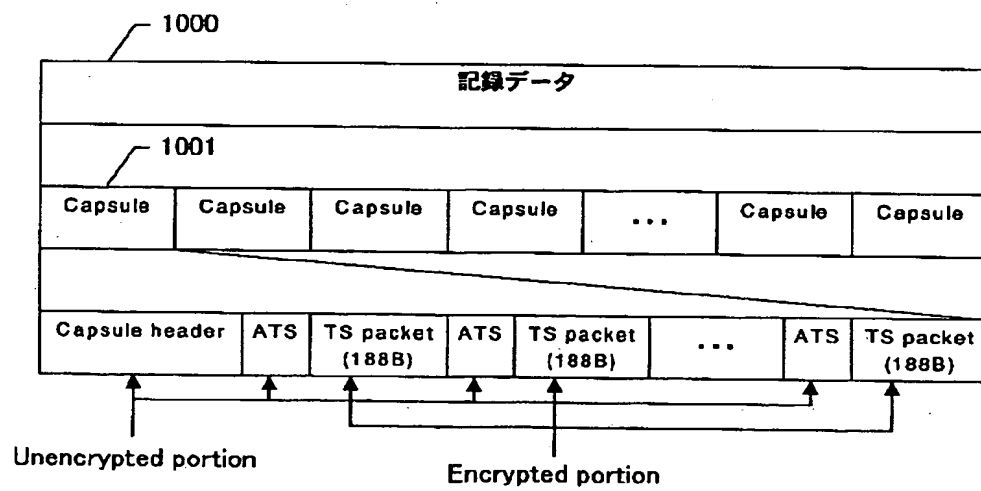 1000
記録データ
1001
Capsule Capsule Capsule Capsule ... Capsule Capsule
Capsule header ATS TS packet (188B) ATS TS packet (188B) ... ATS TS packet (188B)
Unencrypted portion
Encrypted portion